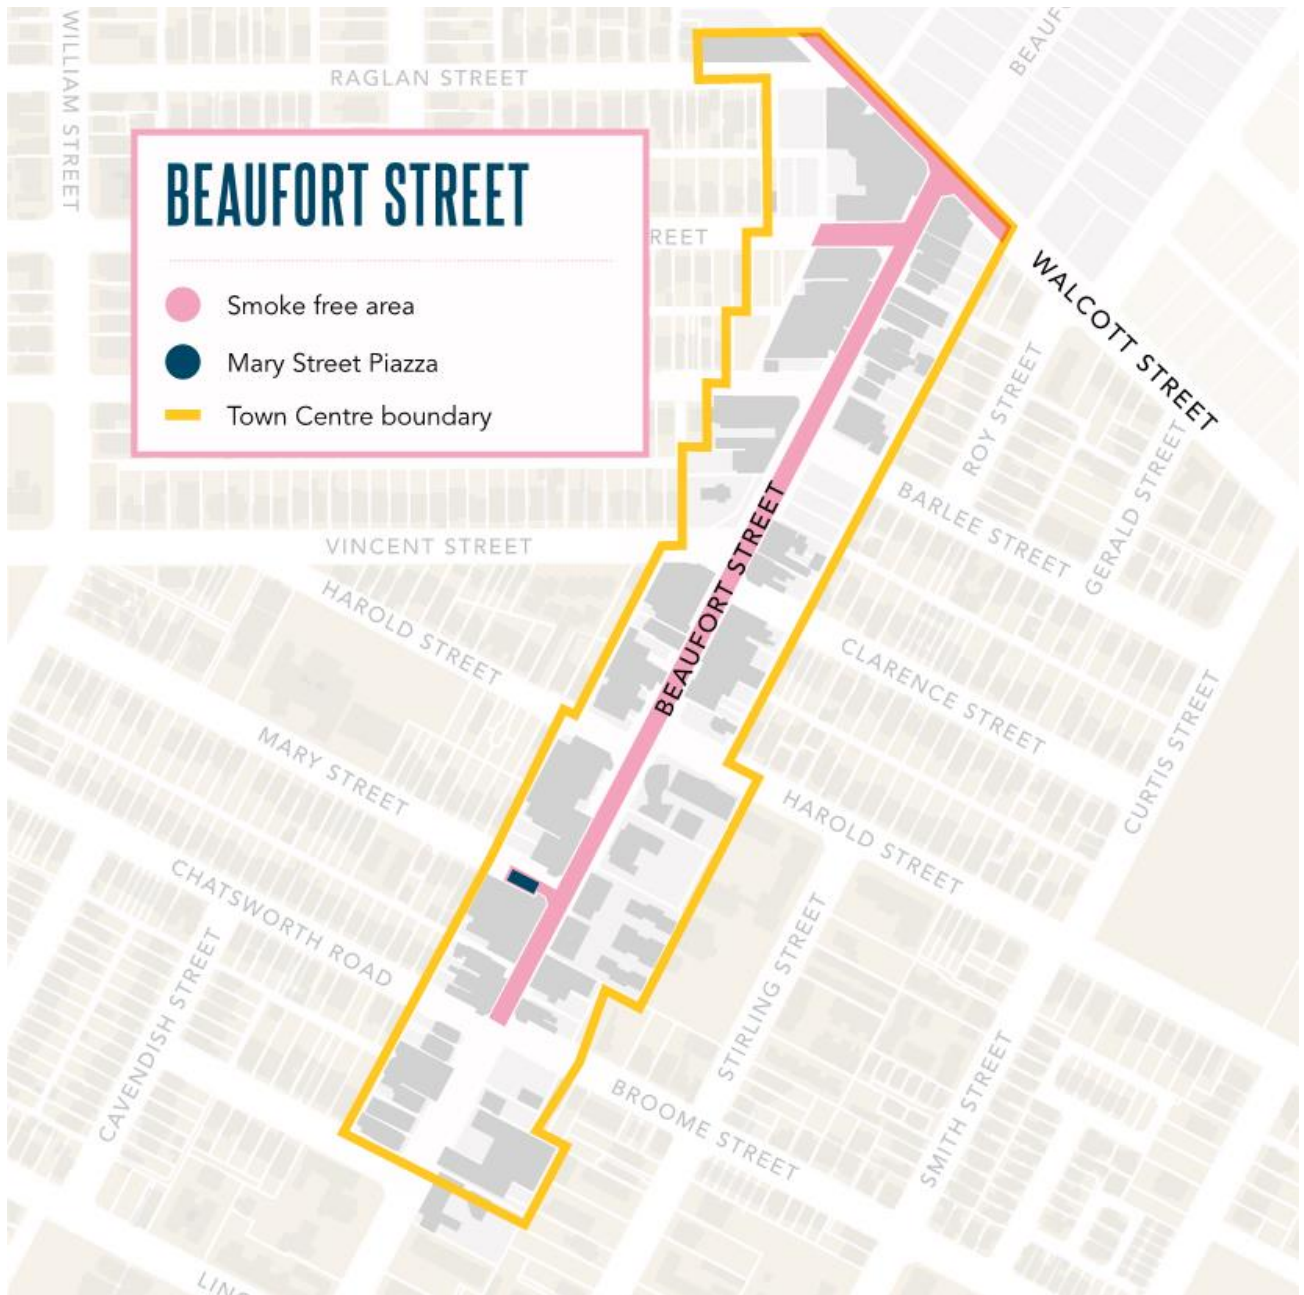 WILLIAM STREET
RAGLAN STREET
BEAUF
BEAUFORT STREET
REET
Smoke free area
Mary Street Piazza
Town Centre boundary
WALCOTT STREET
ROY STREET
GERALD STREET
BARLEE STREET
VINCENT STREET
BEAUFORT STREET
HAROLD STREET
CLARENCE STREET
CURTIS STREET
MARY STREET
HAROLD STREET
CHATSWORTH ROAD
STIRLING STREET
CAVENDISH STREET
SMITH STREET
BROOME STREET
LINC